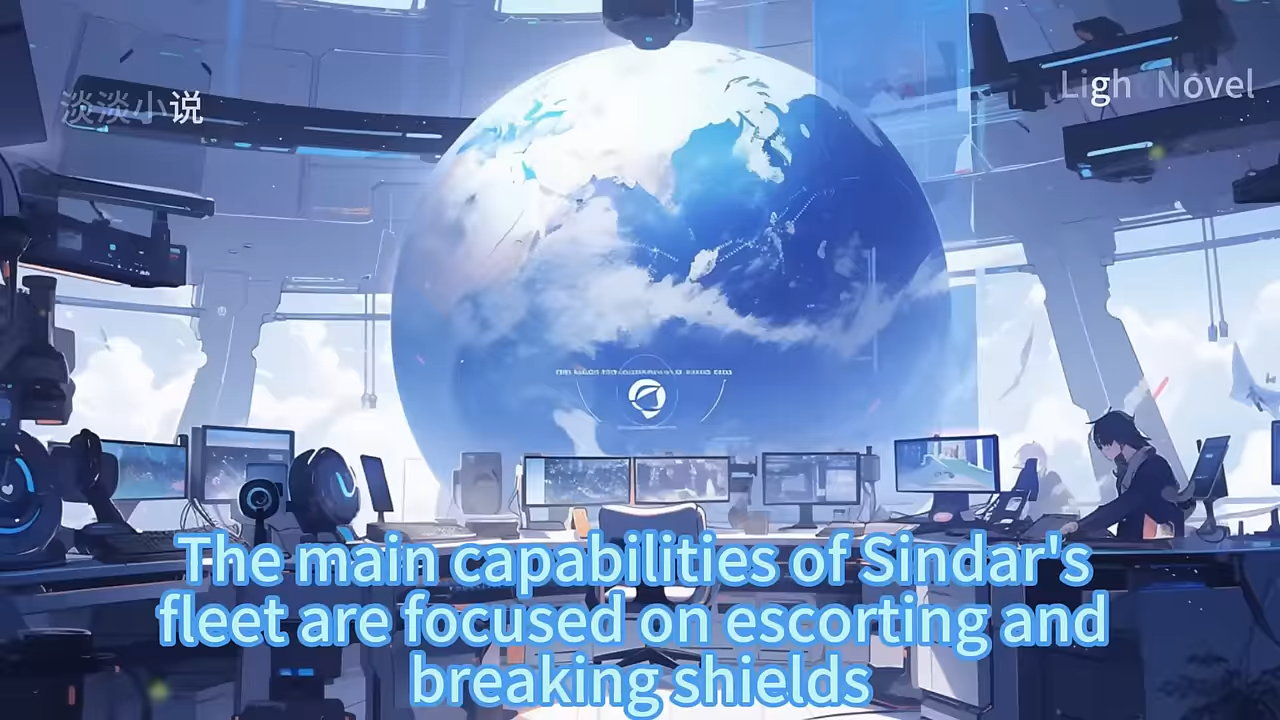 淡淡小说
Ligh Novel
The main capabilities of Sindar's
fleet are focused on escorting and
breaking shields